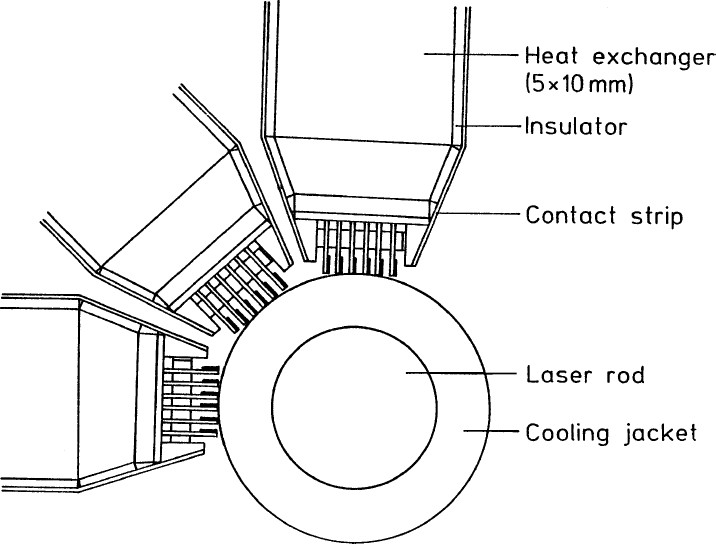 Heat exchanger
(5×10 mm)
Insulator
Contact strip
Laser rod
Cooling jacket